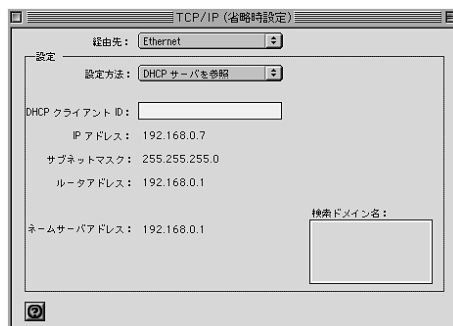 TCP/IP (省略時設定)
経由先： Ethernet
設定
設定方法： DHCP サーバを参照
DHCP クライアント ID：
IP アドレス： 192.168.0.7
サブネットマスク： 255.255.255.0
ルータアドレス： 192.168.0.1
検索ドメイン名：
ネームサーバアドレス： 192.168.0.1